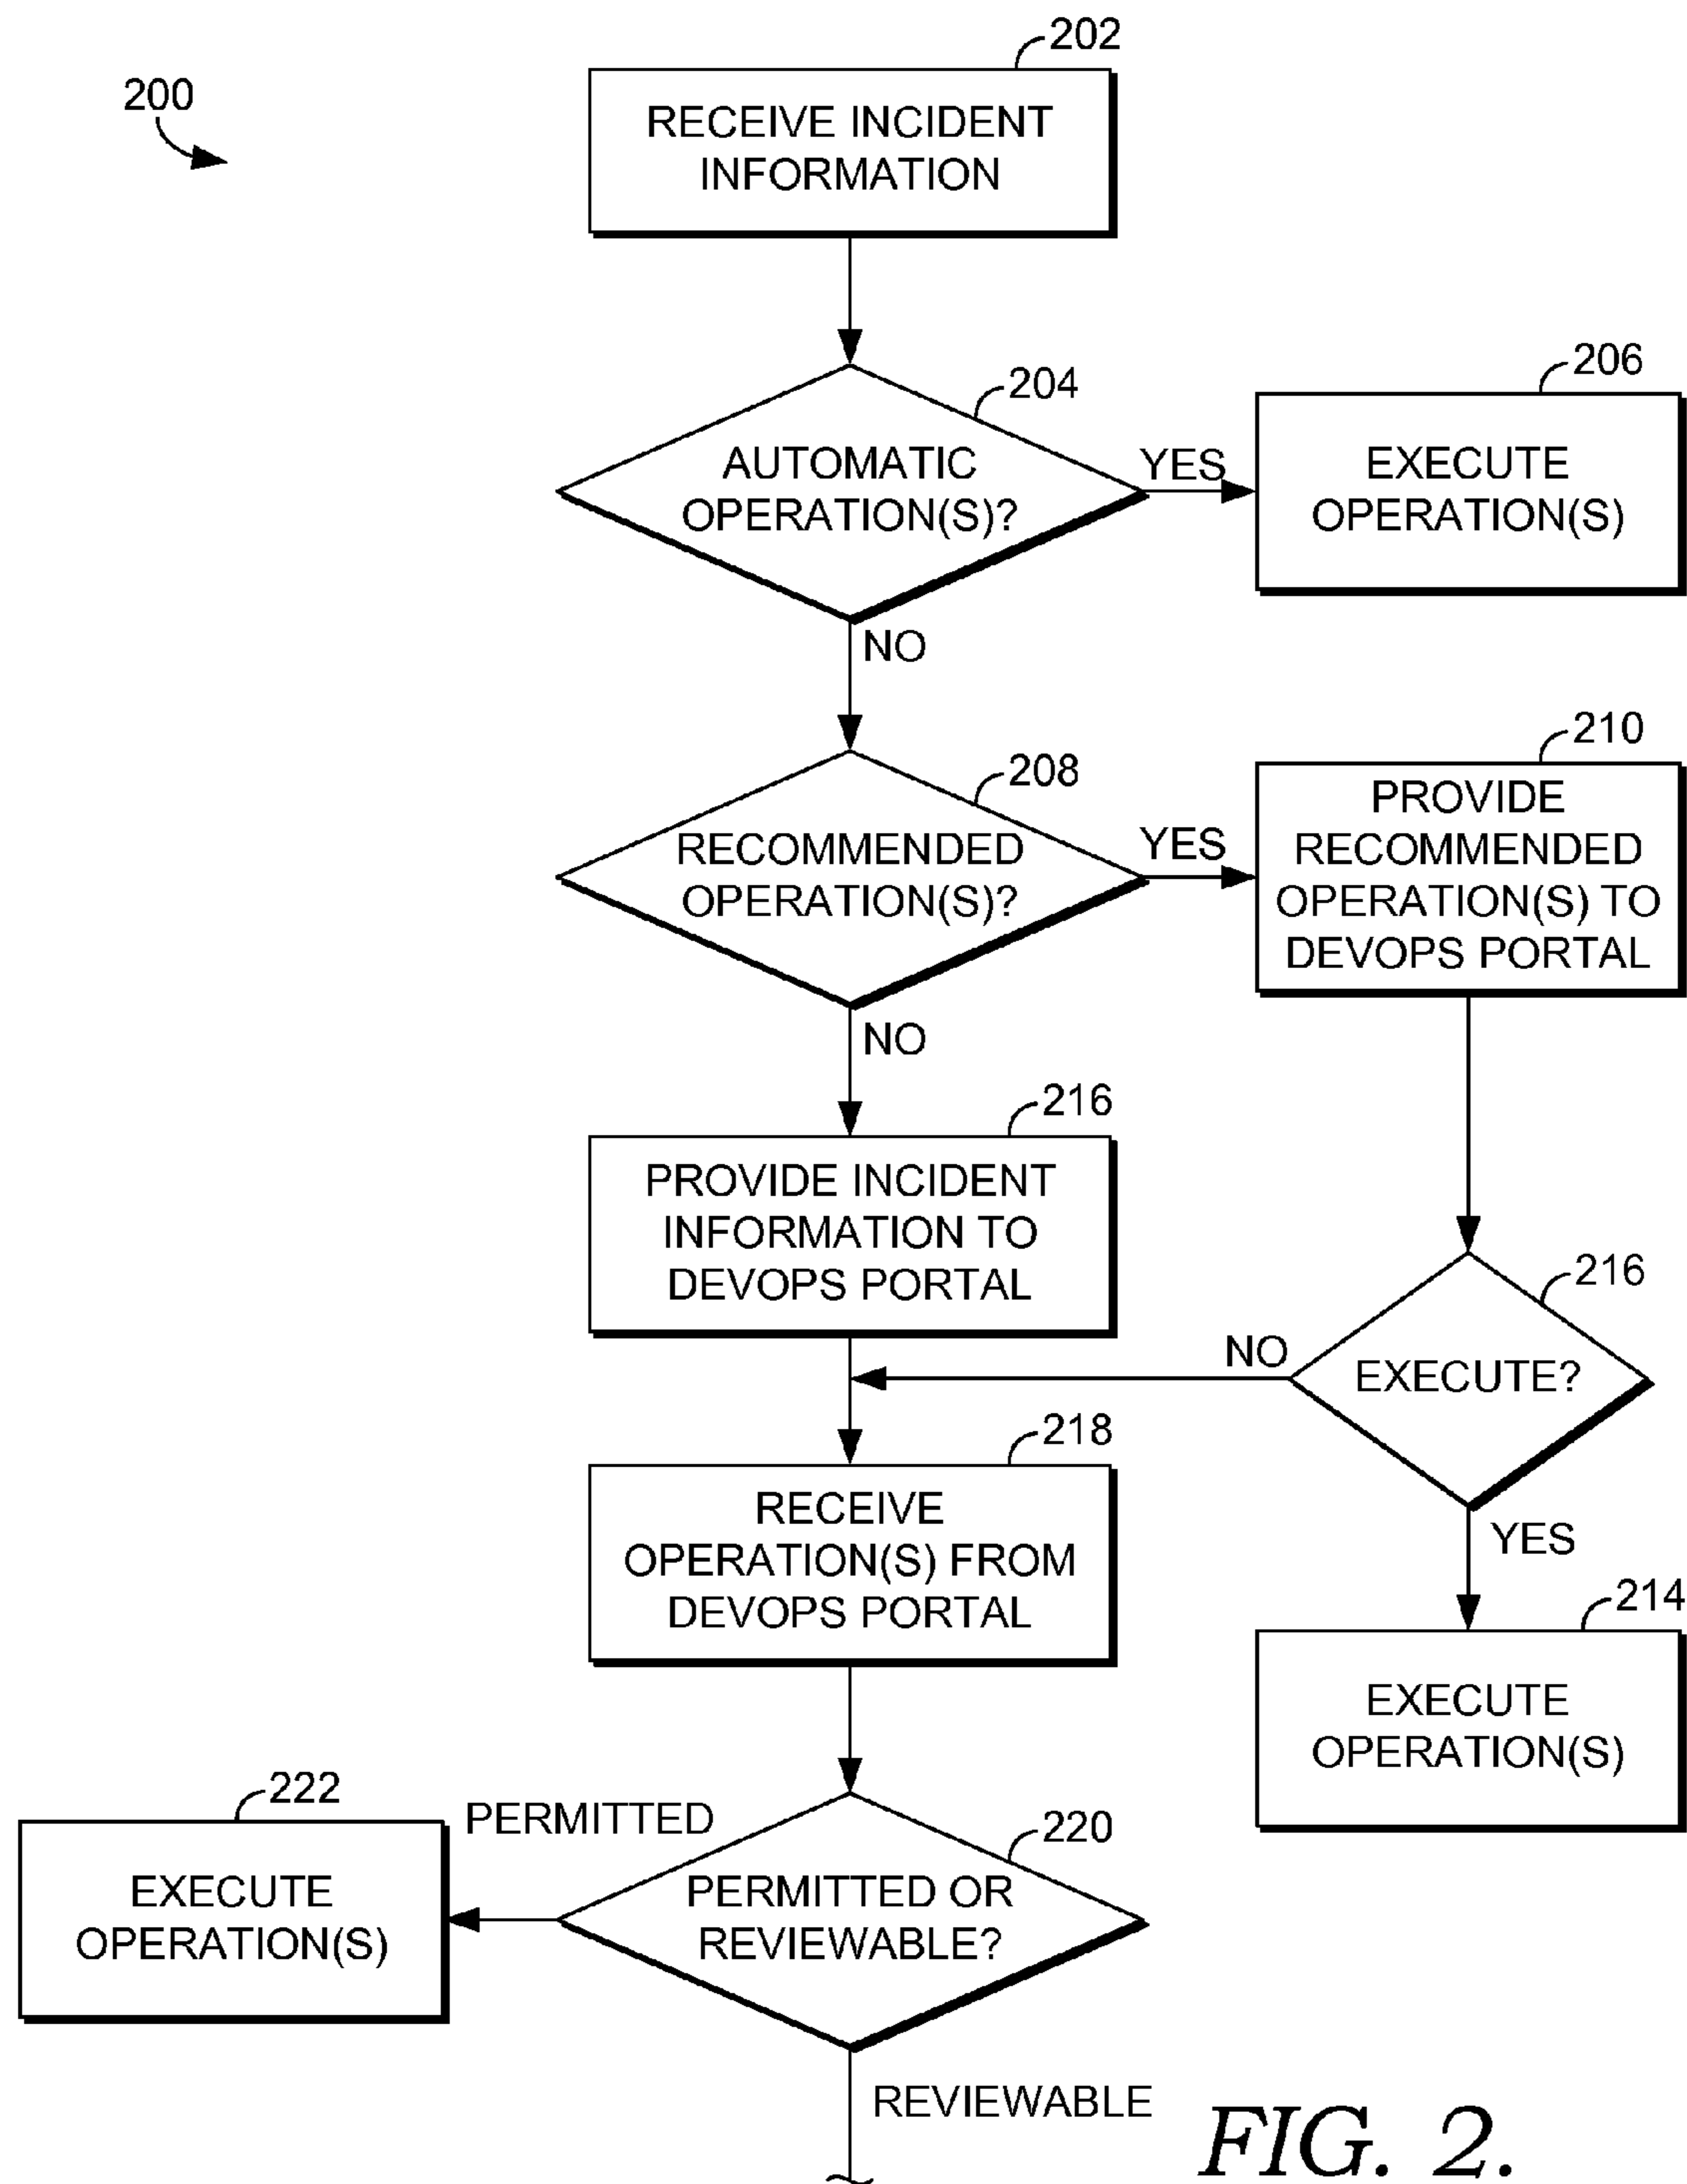 200
202
RECEIVE INCIDENT
INFORMATION
204
AUTOMATIC
OPERATION(S)?
YES
206
EXECUTE
OPERATION(S)
NO
208
RECOMMENDED
OPERATION(S)?
YES
210
PROVIDE
RECOMMENDED
OPERATION(S) TO
DEVOPS PORTAL
NO
216
PROVIDE INCIDENT
INFORMATION TO
DEVOPS PORTAL
216
EXECUTE?
NO
YES
218
RECEIVE
OPERATION(S) FROM
DEVOPS PORTAL
214
EXECUTE
OPERATION(S)
220
PERMITTED OR
REVIEWABLE?
PERMITTED
222
EXECUTE
OPERATION(S)
REVIEWABLE
FIG. 2.